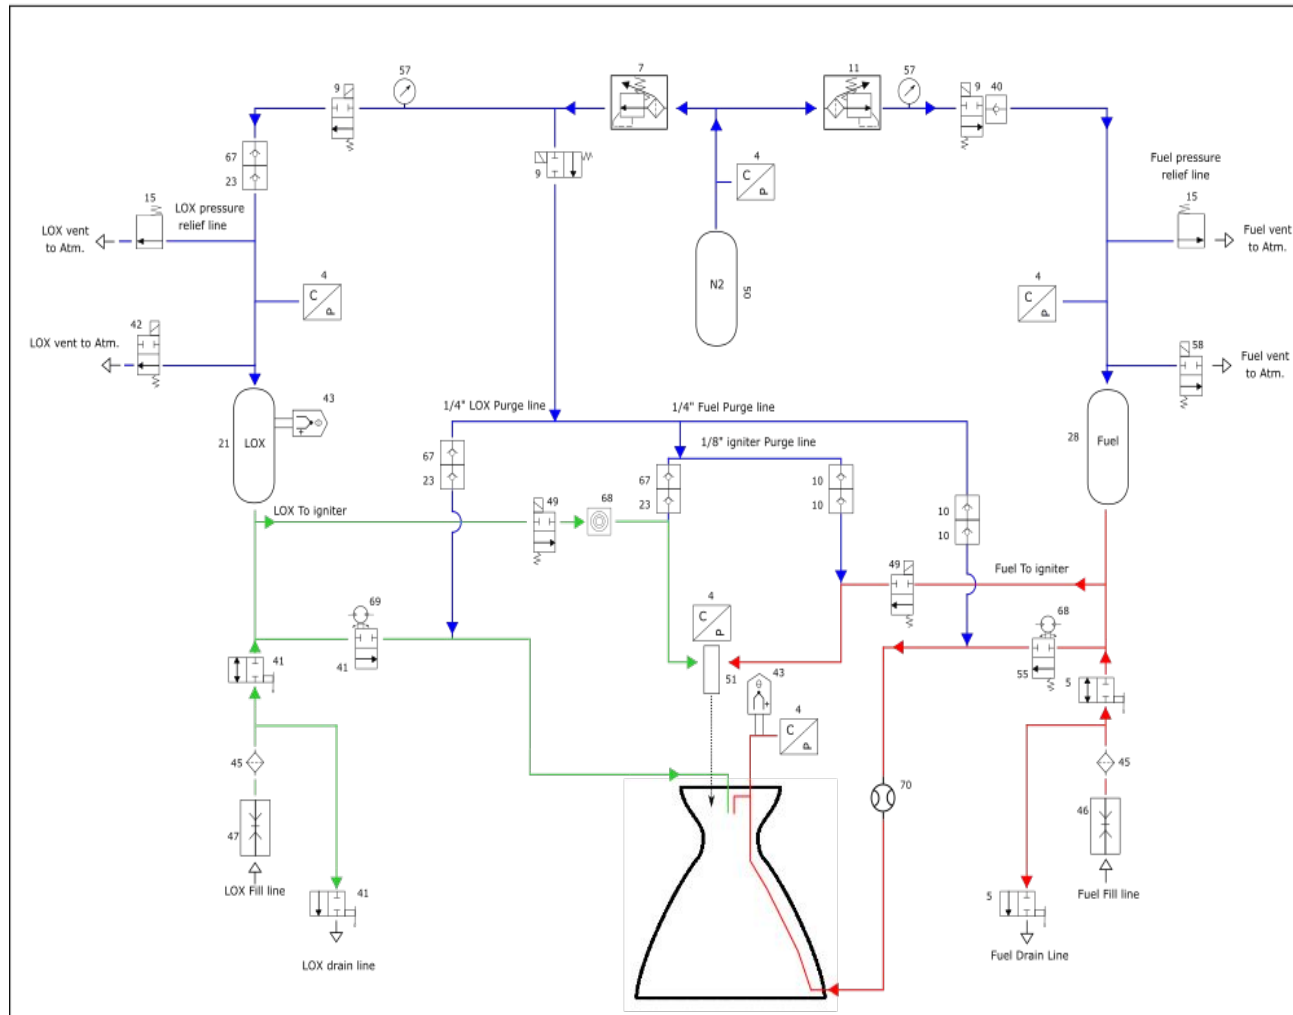 7
11
57
57
9
9
40
67
23
9
4
Fuel pressure
relief line
15
15
LOX pressure
relief line
LOX vent
to Atm.
Fuel vent
to Atm.
4
C
P
N2
50
4
C
P
4
C
P
C
P
42
LOX vent to Atm.
58
Fuel vent
to Atm.
43
21
LOX
1/4" LOX Purge line
1/4" Fuel Purge line
28
Fuel
1/8" igniter Purge line
67
23
67
23
10
10
10
10
LOX To igniter
49
68
49
Fuel To igniter
69
41
4
C
P
68
55
41
51
43
θ
5
4
C
P
45
70
45
47
46
LOX Fill line
41
5
Fuel Fill line
LOX drain line
Fuel Drain Line